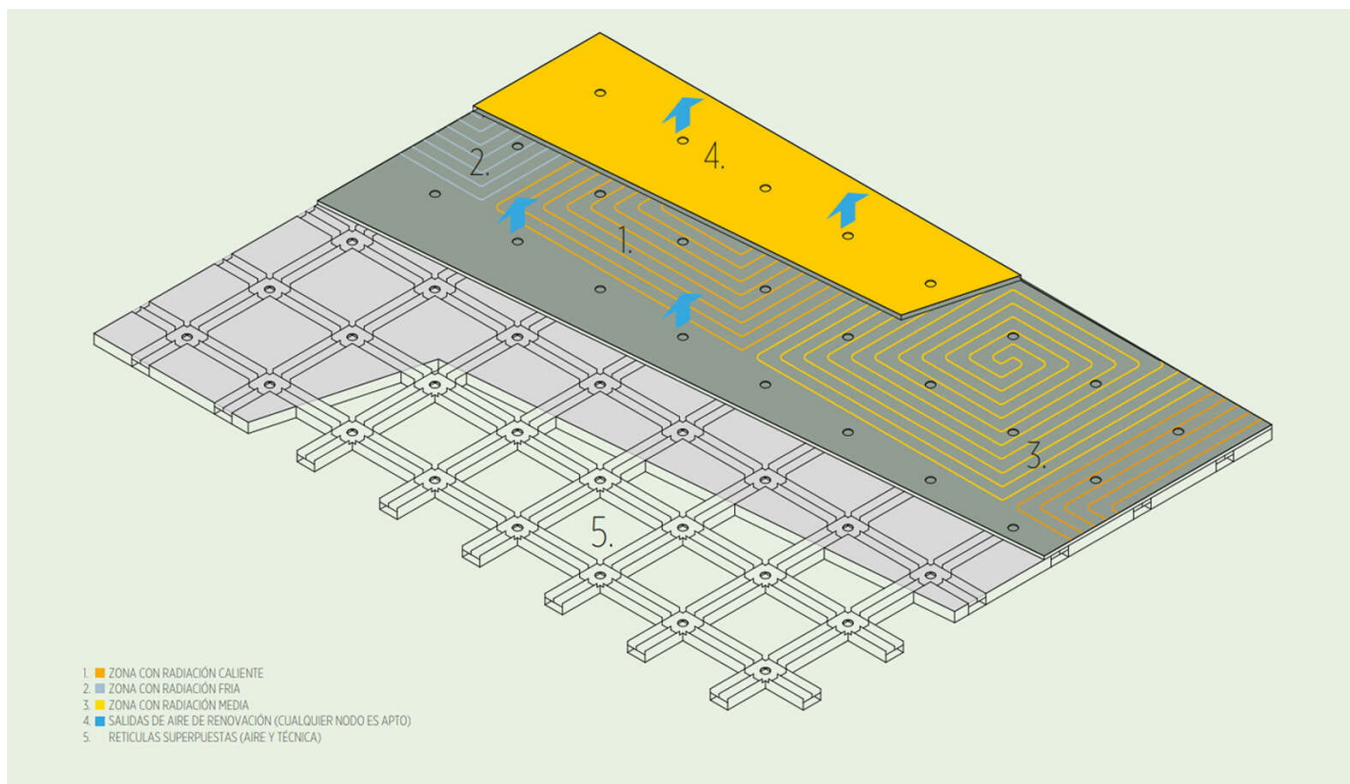 2.
4.
1.
3.
5.
1. ZONA CON RADIACIÓN CALIENTE
2. ZONA CON RADIACIÓN FRIA
3. ZONA CON RADIACIÓN MEDIA
4. SALIDAS DE AIRE DE RENOVACIÓN (CUALQUIER NODO ES APTO)
5. RETICULAS SUPERPUESTAS (AIRE Y TÉCNICA)